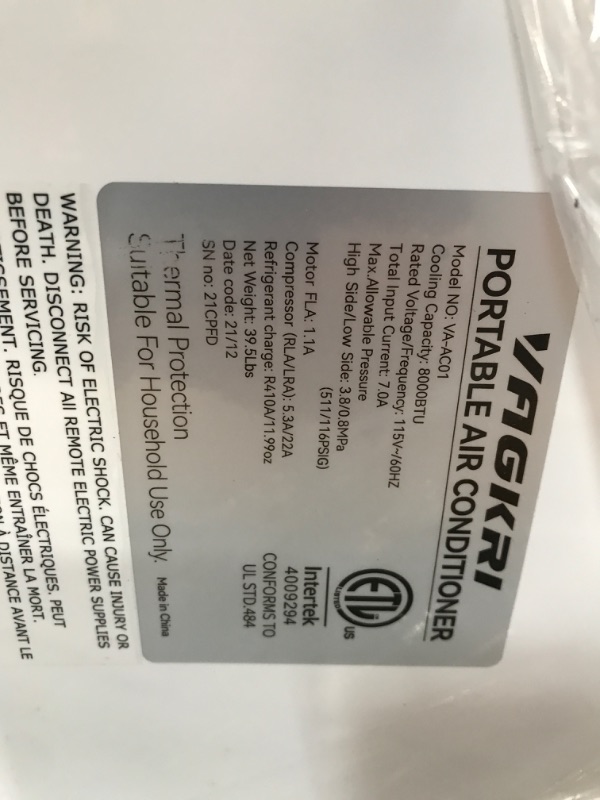 VAGKRI
PORTABLE AIR CONDITIONER
Model NO: VA-AC01
Cooling Capacity: 8000BTU
Rated Voltage/Frequency: 115V~/60HZ
Total Input Current: 7.0A
Max.Allowable Pressure
High Side/Low Side: 3.8/0.8MPa
(511/116PSIG)
Motor FLA: 1.1A
Compressor (RLA/LRA): 5.3A/22A
Refrigerant charge: R410A/11.99oz
Net Weight: 39.5Lbs
Date code: 21/12
SN no: 21CPFD
ETL
LISTED
US
Intertek
4009294
CONFORMS TO
UL STD.484
Thermal Protection
Suitable For Household Use Only.
Made in China
WARNING: RISK OF ELECTRIC SHOCK. CAN CAUSE INJURY OR
DEATH. DISCONNECT All REMOTE ELECTRIC POWER SUPPLIES
BEFORE SERVICING.
RISQUE DE CHOCS ÉLECTRIQUES. PEUT
ET MÊME ENTRAÎNER LA MORT.
À DISTANCE AVANT LE